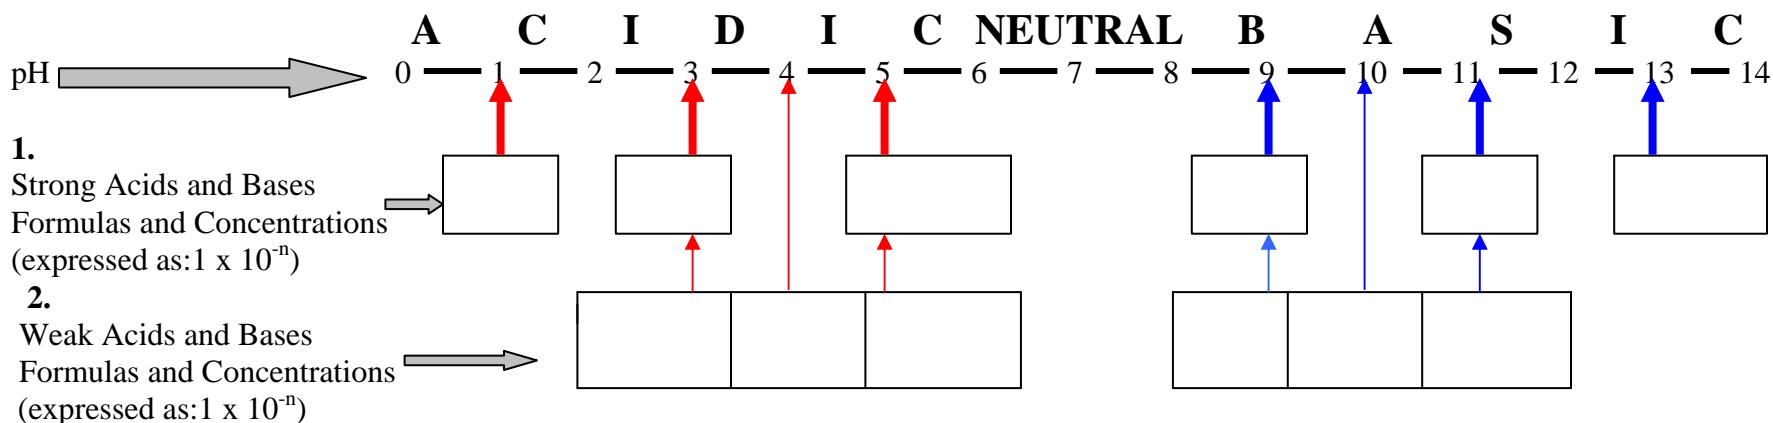 A C I D I C NEUTRAL B A S I C
pH 0 1 2 3 4 5 6 7 8 9 10 11 12 13 14
1.
Strong Acids and Bases
Formulas and Concentrations
(expressed as:1 x 10⁻ⁿ)
2.
Weak Acids and Bases
Formulas and Concentrations
(expressed as:1 x 10⁻ⁿ)